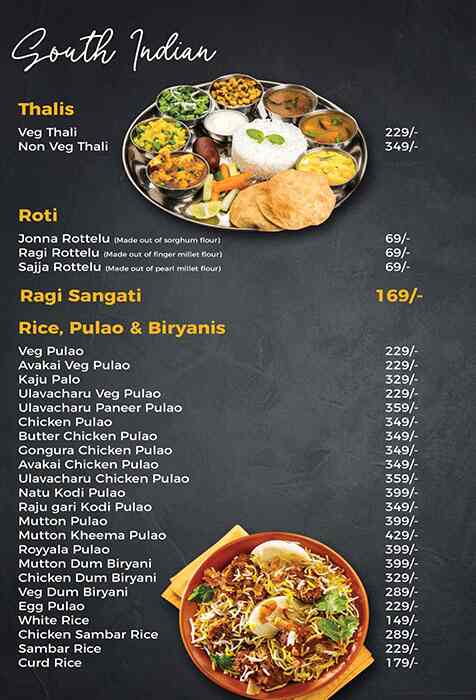 South Indian
Thalis
Veg Thali 229/-
Non Veg Thali 349/-
Roti
Jonna Rottelu (Made out of sorghum flour) 69/-
Ragi Rottelu (Made out of finger millet flour) 69/-
Sajja Rottelu (Made out of pearl millet flour) 69/-
Ragi Sangati 169/-
Rice, Pulao & Biryanis
Veg Pulao 229/-
Avakai Veg Pulao 229/-
Kaju Palo 329/-
Ulavacharu Veg Pulao 229/-
Ulavacharu Paneer Pulao 359/-
Chicken Pulao 349/-
Butter Chicken Pulao 349/-
Gongura Chicken Pulao 349/-
Avakai Chicken Pulao 349/-
Ulavacharu Chicken Pulao 359/-
Natu Kodi Pulao 399/-
Raju gari Kodi Pulao 349/-
Mutton Pulao 399/-
Mutton Kheema Pulao 429/-
Royyala Pulao 399/-
Mutton Dum Biryani 399/-
Chicken Dum Biryani 329/-
Veg Dum Biryani 289/-
Egg Pulao 229/-
White Rice 149/-
Chicken Sambar Rice 289/-
Sambar Rice 229/-
Curd Rice 179/-